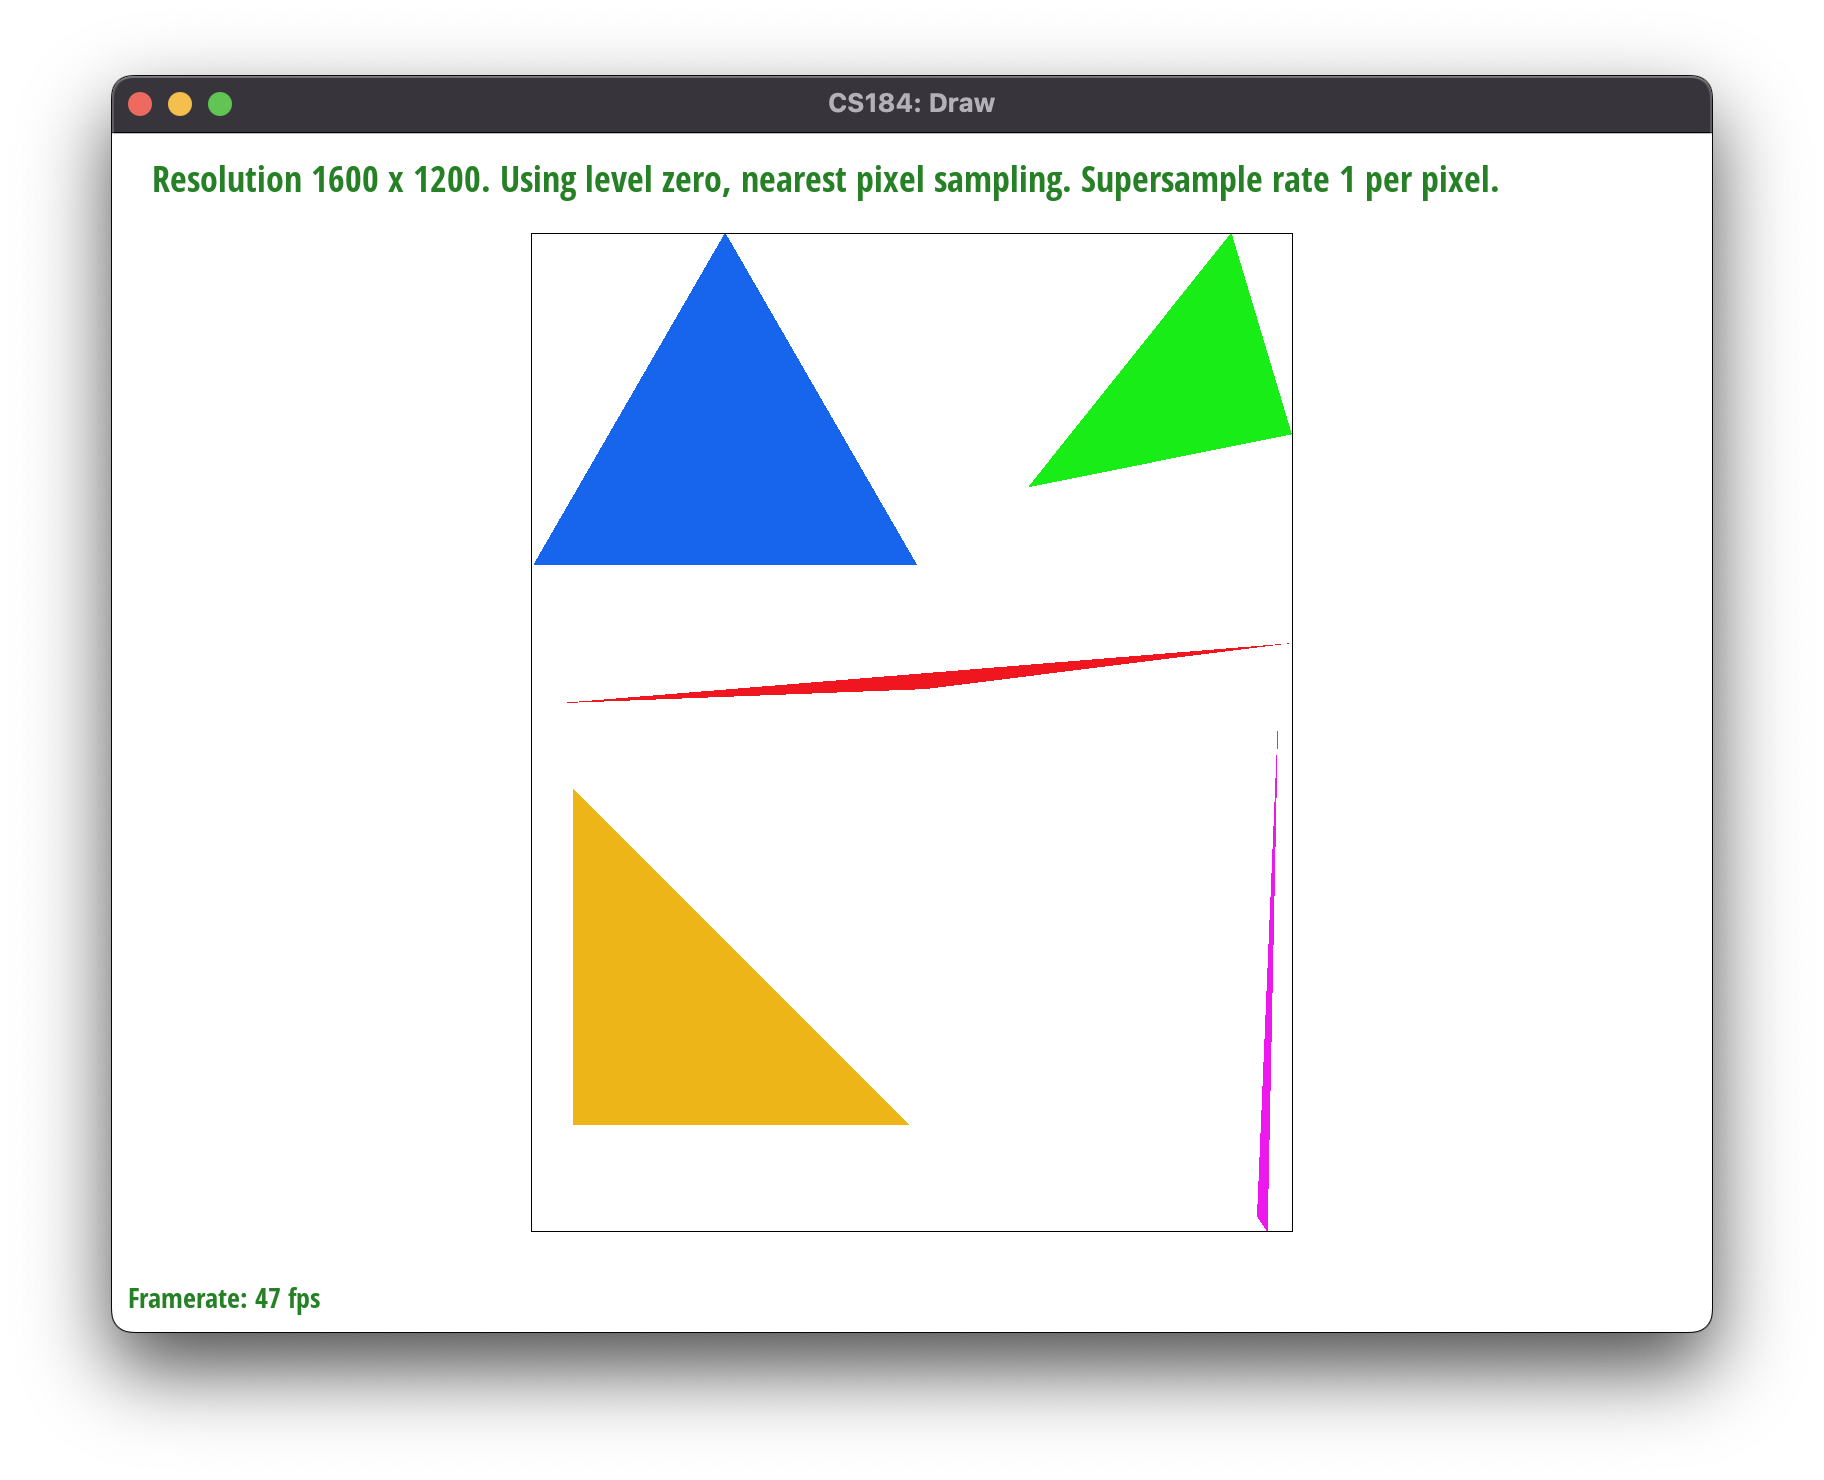 CS184: Draw
Resolution 1600 x 1200. Using level zero, nearest pixel sampling. Supersample rate 1 per pixel.
Framerate: 47 fps